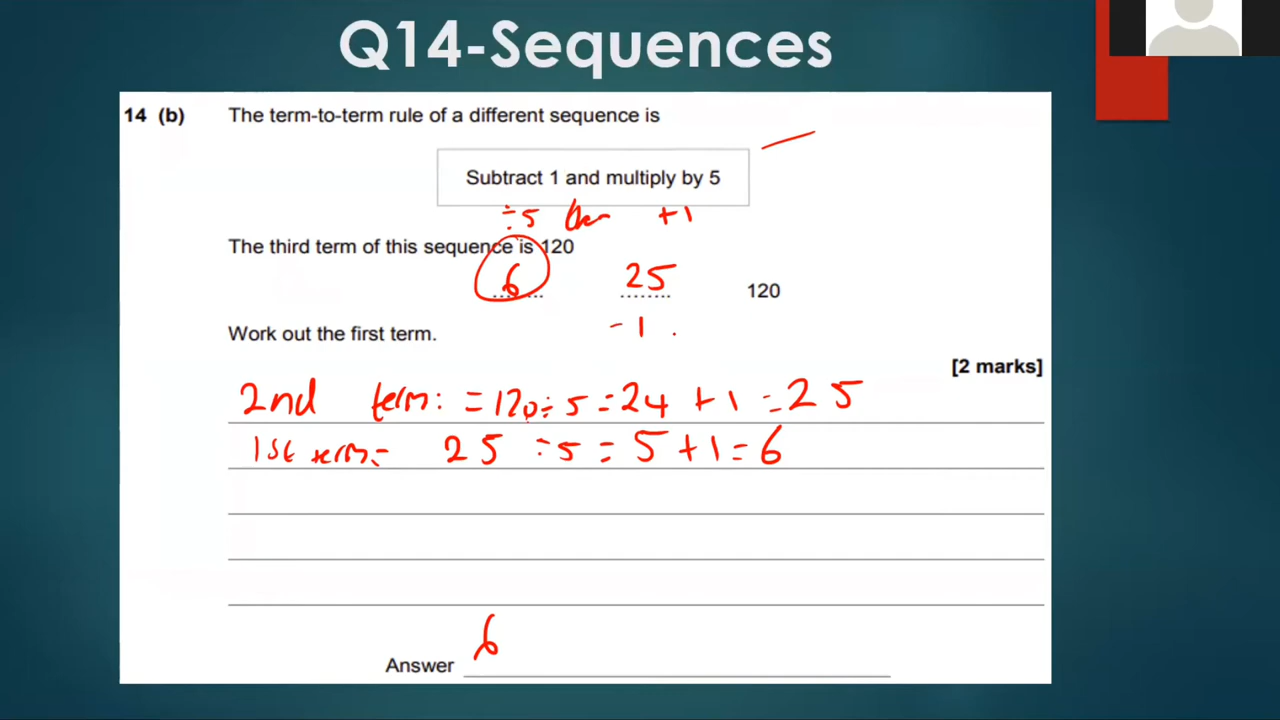 Q14-Sequences
14 (b) The term-to-term rule of a different sequence is
Subtract 1 and multiply by 5
÷5 then +1
The third term of this sequence is 120
6 25 120
-1
Work out the first term.
[2 marks]
2nd term: = 120÷5 = 24 + 1 = 25
1st term = 25 ÷5 = 5 + 1 = 6
6
Answer